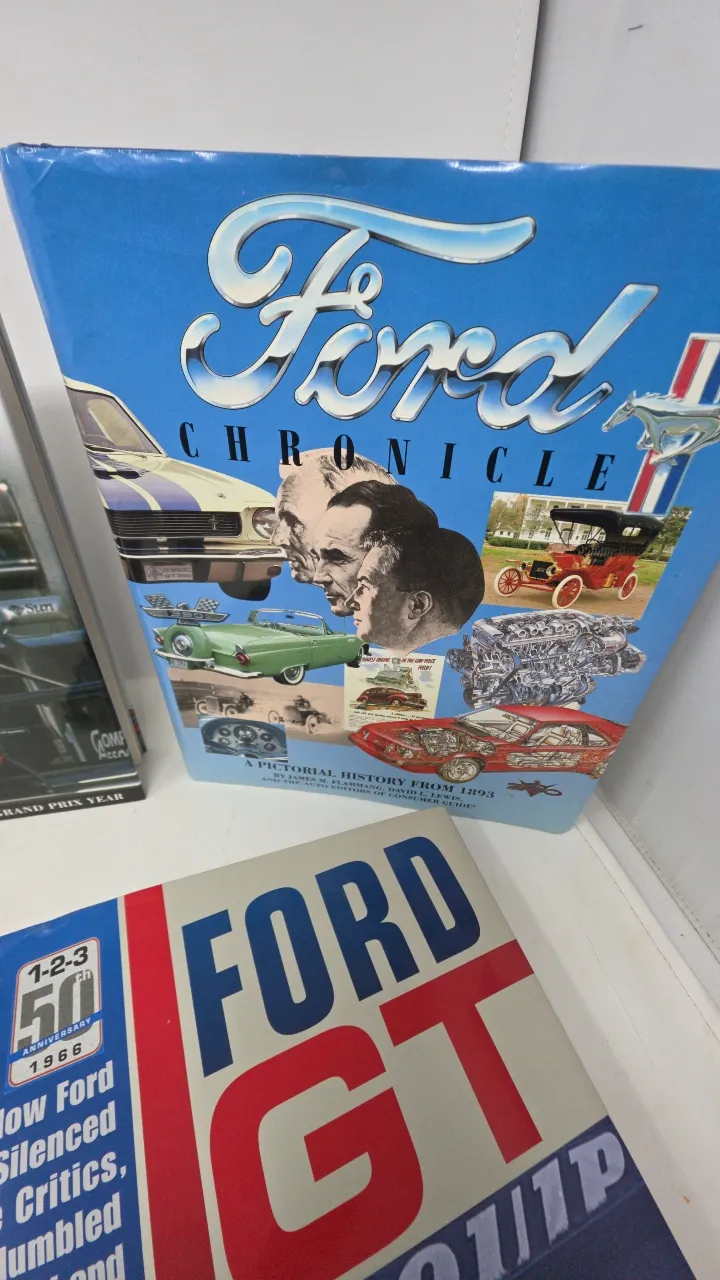 Ford
CHRONICLE
A PICTORIAL HISTORY FROM 1893
BY JAMES M. FLAMMANG, DAVID L. LEWIS,
AND THE AUTO EDITORS OF CONSUMER GUIDE®
GRAND PRIX YEAR
FORD
GT
1-2-3
50th
ANNIVERSARY
1966
How Ford
Silenced
Critics,
Humbled
and